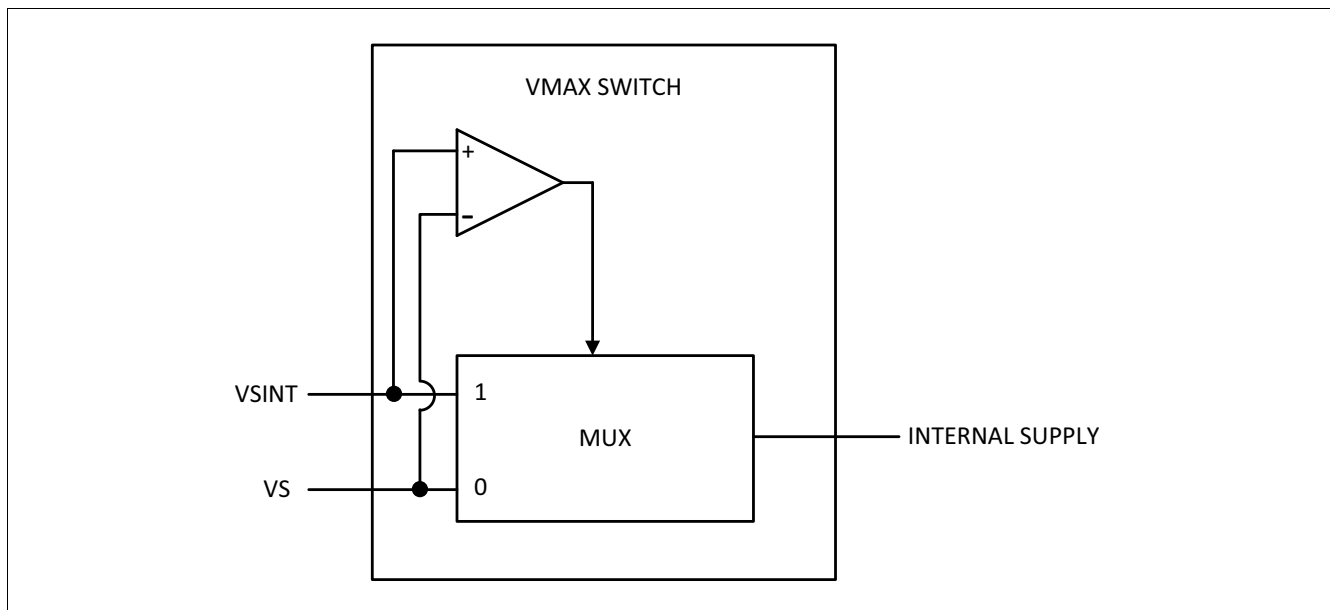 VMAX SWITCH
+
-
VSINT
1
MUX
INTERNAL SUPPLY
VS
0